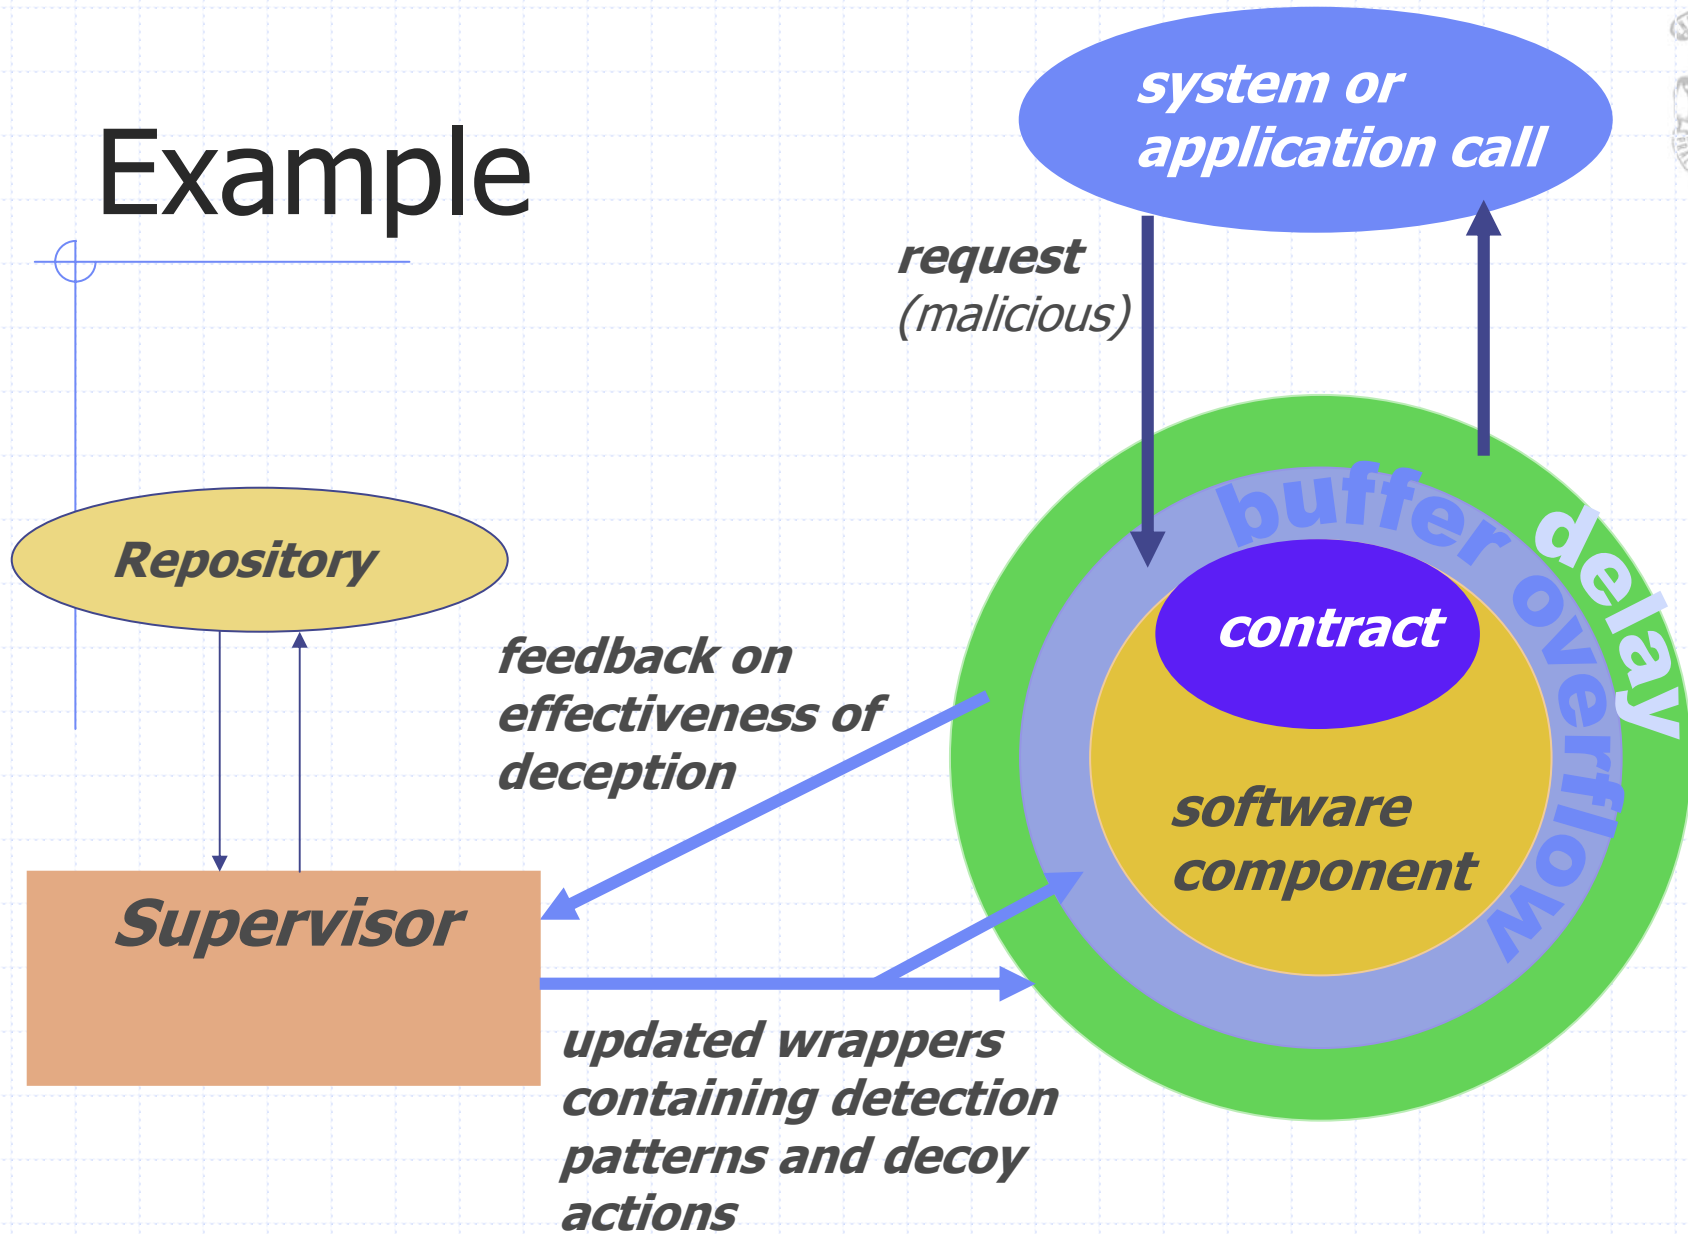 Example
system or
application call
request
(malicious)
buffer overflow
delay
contract
software
component
Repository
feedback on
effectiveness of
deception
Supervisor
updated wrappers
containing detection
patterns and decoy
actions